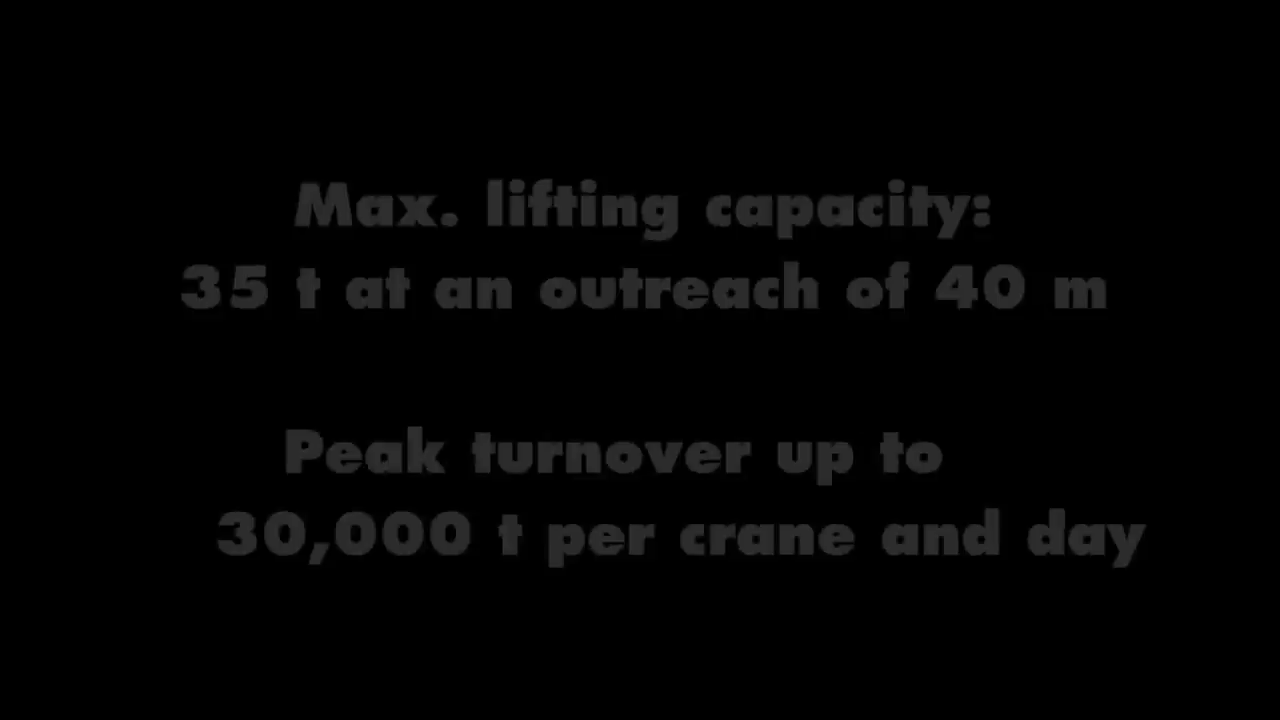 Max. lifting capacity:
35 t at an outreach of 40 m
Peak turnover up to
30,000 t per crane and day